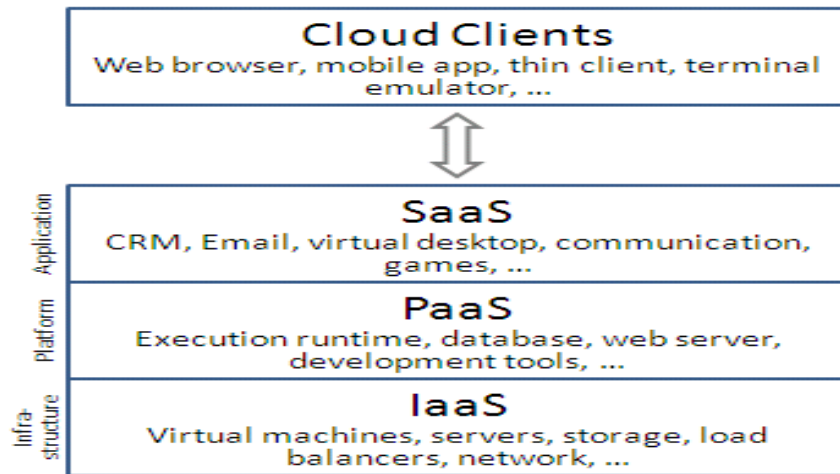 Cloud Clients
Web browser, mobile app, thin client, terminal
emulator, ...
Application
SaaS
CRM, Email, virtual desktop, communication,
games, ...
Platform
PaaS
Execution runtime, database, web server,
development tools, ...
Infra-
structure
IaaS
Virtual machines, servers, storage, load
balancers, network, ...